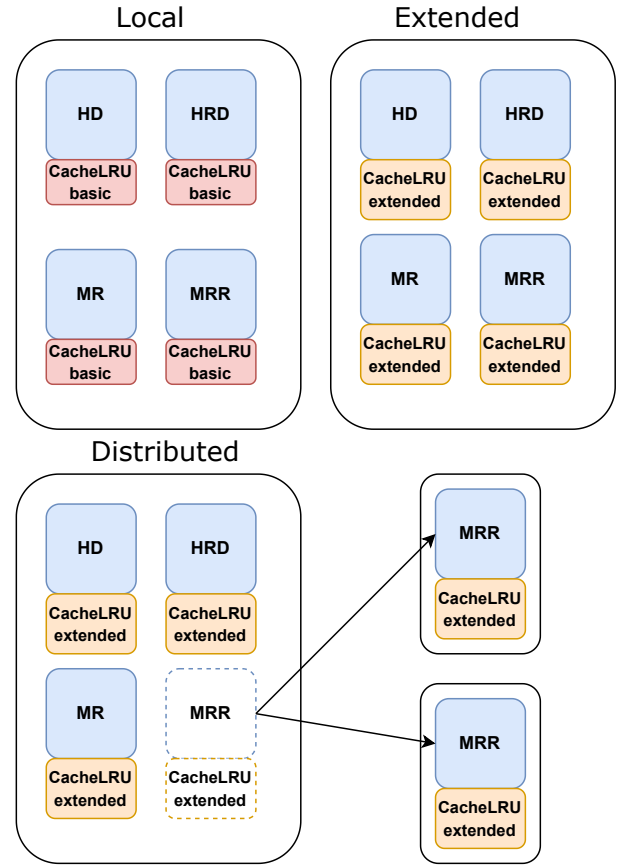 Local
HD
CacheLRU
basic
HRD
CacheLRU
basic
MR
CacheLRU
basic
MRR
CacheLRU
basic
Extended
HD
CacheLRU
extended
HRD
CacheLRU
extended
MR
CacheLRU
extended
MRR
CacheLRU
extended
Distributed
HD
CacheLRU
extended
HRD
CacheLRU
extended
MR
CacheLRU
extended
MRR
CacheLRU
extended
MRR
CacheLRU
extended
MRR
CacheLRU
extended